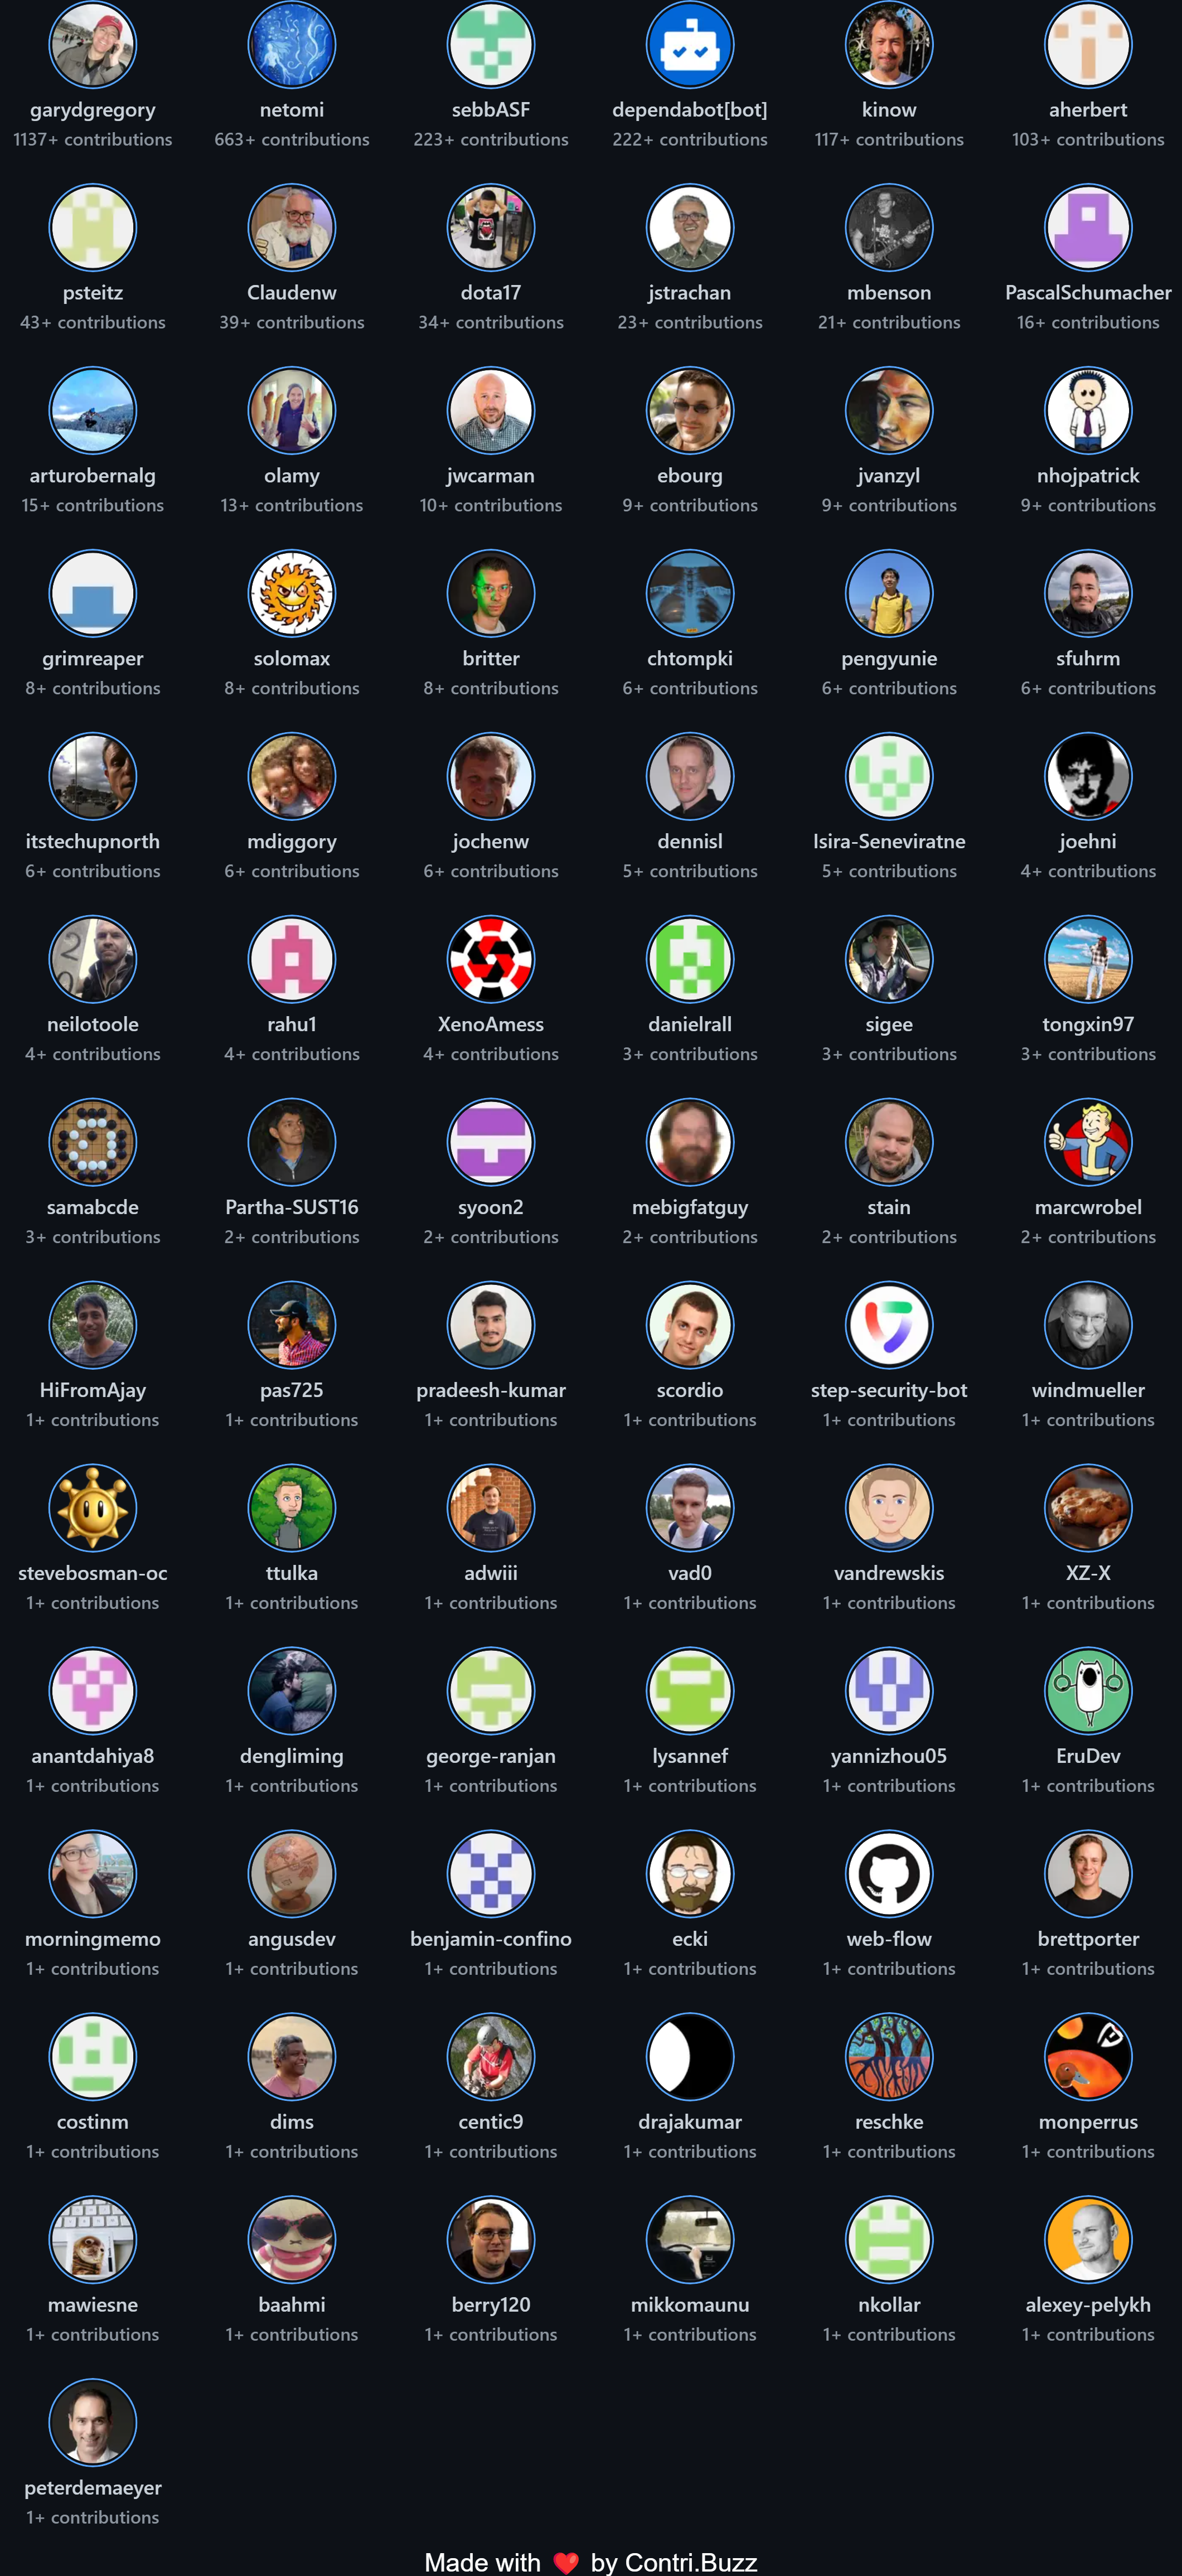 garydgregory netomi sebbASF dependabot[bot] kinow aherbert
1137+ contributions 663+ contributions 223+ contributions 222+ contributions 117+ contributions 103+ contributions
psteitz Claudenw dota17 jstrachan mbenson PascalSchumacher
43+ contributions 39+ contributions 34+ contributions 23+ contributions 21+ contributions 16+ contributions
arturobernalg olamy jwcarman ebourg jvanzyl nhojpatrick
15+ contributions 13+ contributions 10+ contributions 9+ contributions 9+ contributions 9+ contributions
grimreaper solomax britter chtompki pengyunie sfuhrm
8+ contributions 8+ contributions 8+ contributions 6+ contributions 6+ contributions 6+ contributions
itstechupnorth mdiggory jochenw dennisl Isira-Seneviratne joehni
6+ contributions 6+ contributions 6+ contributions 5+ contributions 5+ contributions 4+ contributions
neilotoole rahu1 XenoAmess danielrall sigee tongxin97
4+ contributions 4+ contributions 4+ contributions 3+ contributions 3+ contributions 3+ contributions
samabcde Partha-SUST16 syoon2 mebigfatguy stain marcwrobel
3+ contributions 2+ contributions 2+ contributions 2+ contributions 2+ contributions 2+ contributions
HiFromAjay pas725 pradeesh-kumar scordio step-security-bot windmueller
1+ contributions 1+ contributions 1+ contributions 1+ contributions 1+ contributions 1+ contributions
stevebosman-oc ttulka adwiii vad0 vandrewskis XZ-X
1+ contributions 1+ contributions 1+ contributions 1+ contributions 1+ contributions 1+ contributions
anantdahiya8 dengliming george-ranjan lysannef yannizhou05 EruDev
1+ contributions 1+ contributions 1+ contributions 1+ contributions 1+ contributions 1+ contributions
morningmemo angusdev benjamin-confino ecki web-flow brettporter
1+ contributions 1+ contributions 1+ contributions 1+ contributions 1+ contributions 1+ contributions
costinm dims centic9 drajakumar reschke monperrus
1+ contributions 1+ contributions 1+ contributions 1+ contributions 1+ contributions 1+ contributions
mawiesne baahmi berry120 mikkomaunu nkollar alexey-pelykh
1+ contributions 1+ contributions 1+ contributions 1+ contributions 1+ contributions 1+ contributions
peterdemaeyer
1+ contributions
Made with ❤️ by Contri.Buzz